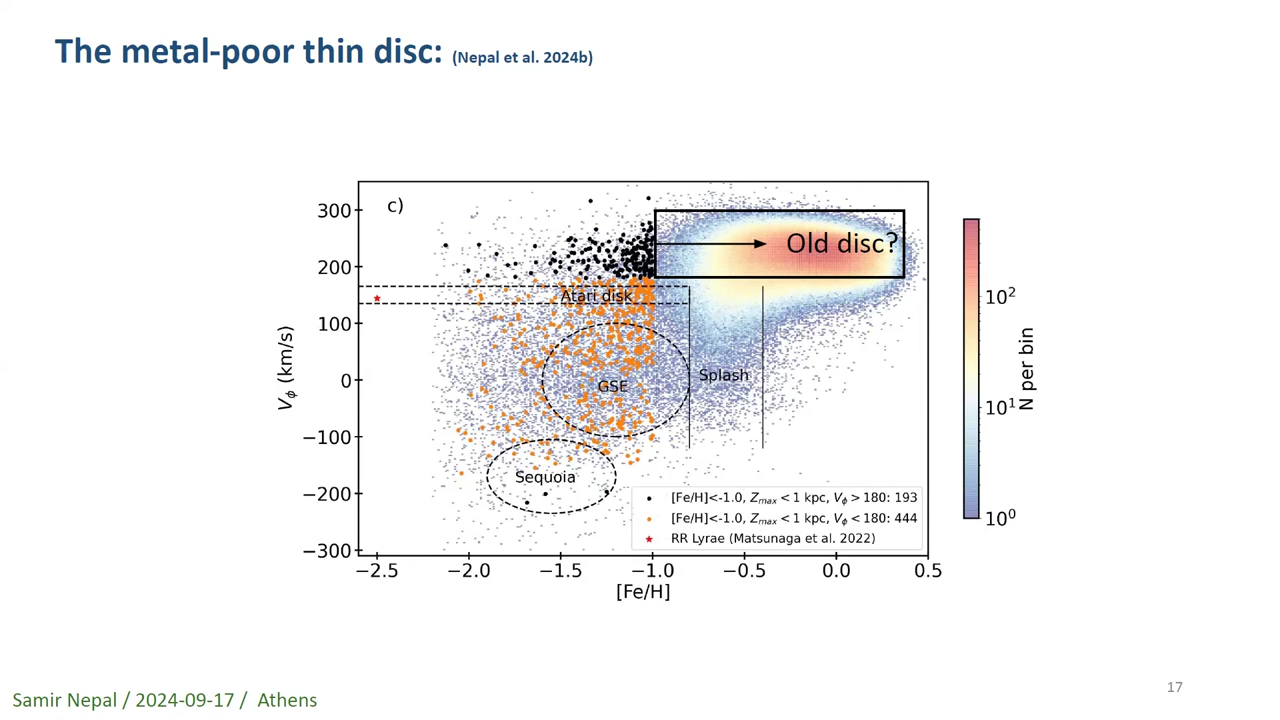 The metal-poor thin disc: (Nepal et al. 2024b)
c)
Old disc?
Atari disk
GSE
Splash
Sequoia
[Fe/H]<-1.0, Zmax < 1 kpc, Vϕ > 180: 193
[Fe/H]<-1.0, Zmax < 1 kpc, Vϕ < 180: 444
RR Lyrae (Matsunaga et al. 2022)
300
200
100
0
−100
−200
−300
Vϕ (km/s)
−2.5 −2.0 −1.5 −1.0 −0.5 0.0 0.5
[Fe/H]
10²
10¹
10⁰
N per bin
17
Samir Nepal / 2024-09-17 / Athens